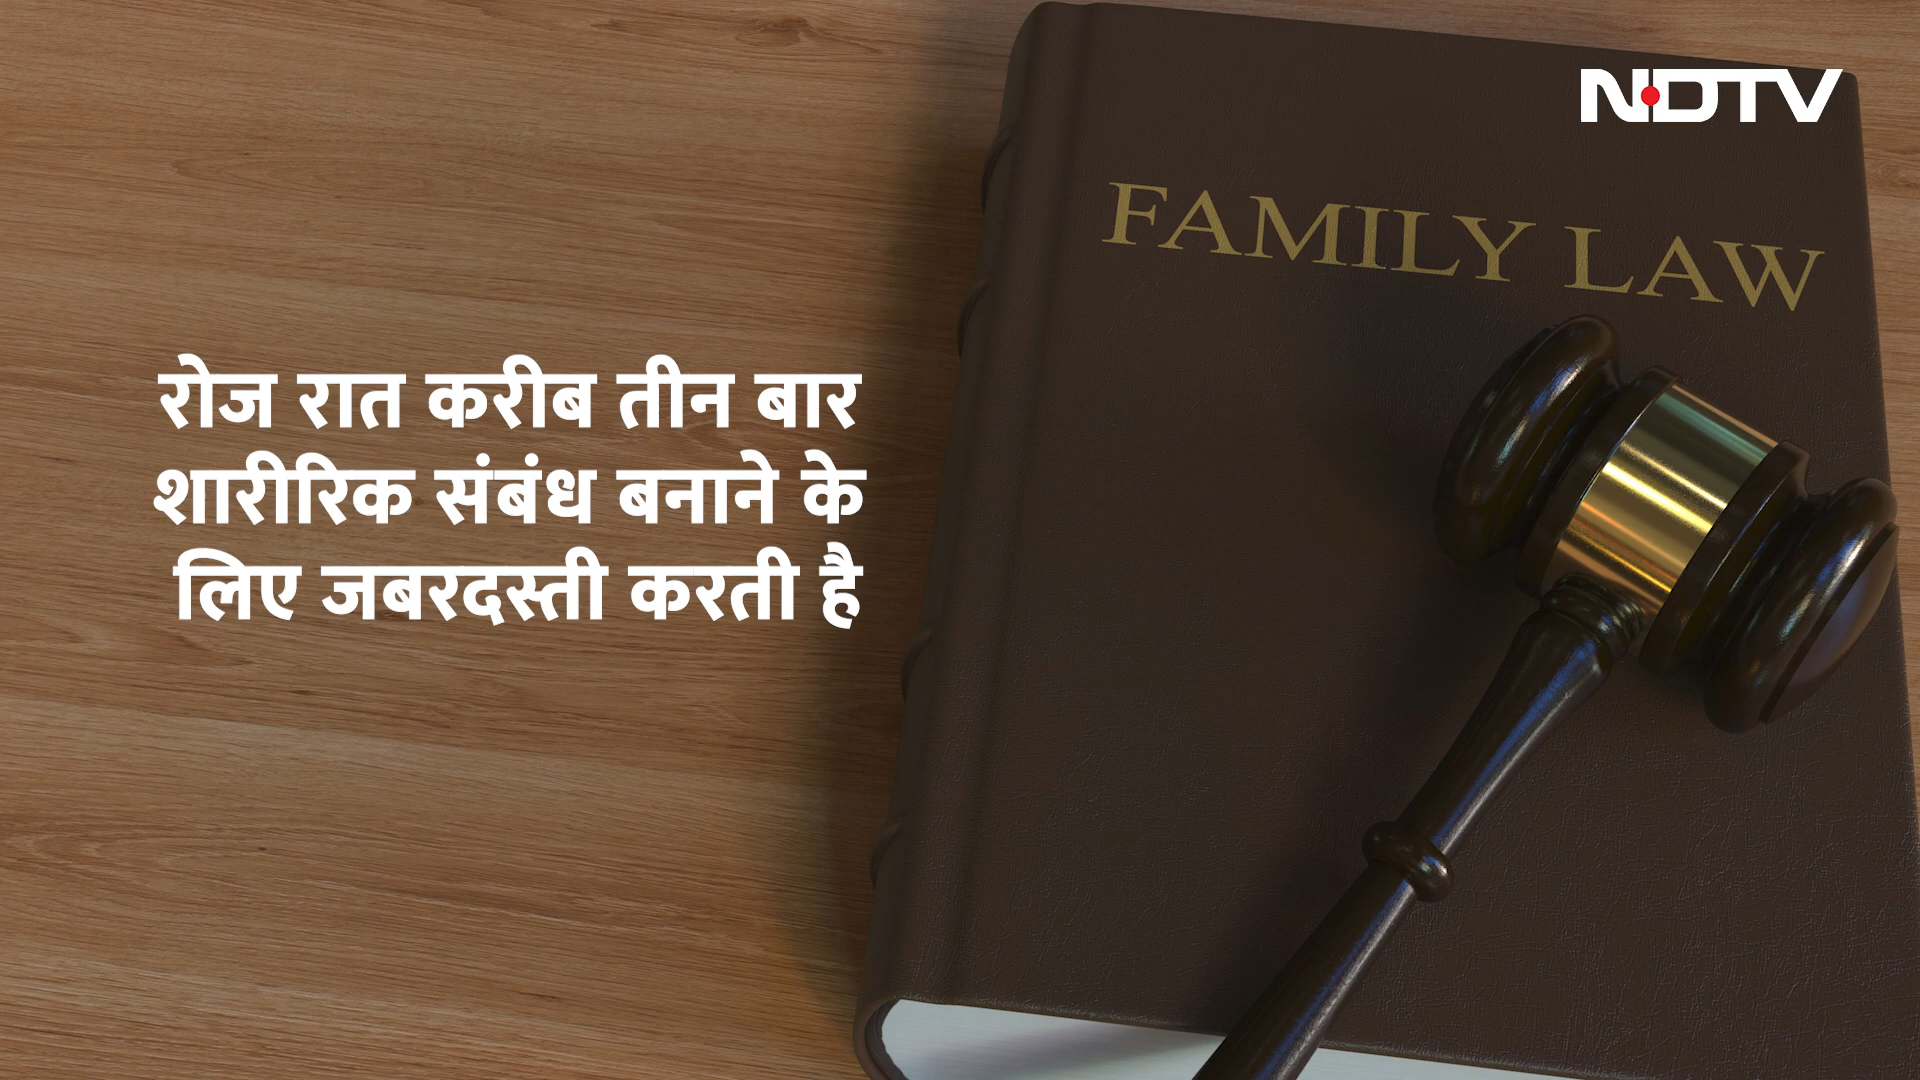 NDTV
FAMILY LAW
रोज रात करीब तीन बार
शारीरिक संबंध बनाने के
लिए जबरदस्ती करती है